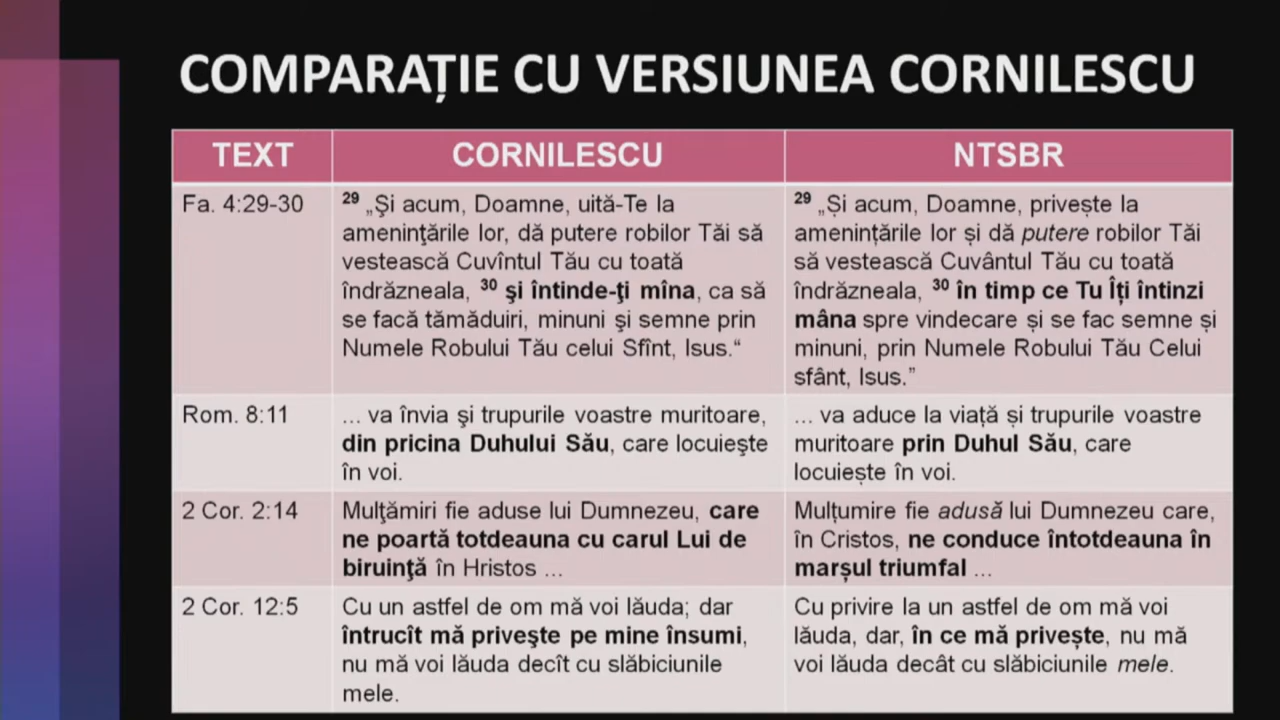 COMPARAȚIE CU VERSIUNEA CORNILESCU
TEXT
CORNILESCU
NTSBR
Fa. 4:29-30
29 „Şi acum, Doamne, uită-Te la
ameninţările lor, dă putere robilor Tăi să
vestească Cuvîntul Tău cu toată
îndrăzneala, 30 şi întinde-ţi mîna, ca să
se facă tămăduiri, minuni şi semne prin
Numele Robului Tău celui Sfînt, Isus.“
29 „Și acum, Doamne, privește la
amenințările lor și dă putere robilor Tăi
să vestească Cuvântul Tău cu toată
îndrăzneala, 30 în timp ce Tu Îți întinzi
mâna spre vindecare și se fac semne și
minuni, prin Numele Robului Tău Celui
sfânt, Isus.”
Rom. 8:11
... va învia şi trupurile voastre muritoare,
din pricina Duhului Său, care locuieşte
în voi.
... va aduce la viață și trupurile voastre
muritoare prin Duhul Său, care
locuiește în voi.
2 Cor. 2:14
Mulţămiri fie aduse lui Dumnezeu, care
ne poartă totdeauna cu carul Lui de
biruinţă în Hristos ...
Mulțumire fie adusă lui Dumnezeu care,
în Cristos, ne conduce întotdeauna în
marșul triumfal ...
2 Cor. 12:5
Cu un astfel de om mă voi lăuda; dar
întrucît mă priveşte pe mine însumi,
nu mă voi lăuda decît cu slăbiciunile
mele.
Cu privire la un astfel de om mă voi
lăuda, dar, în ce mă privește, nu mă
voi lăuda decât cu slăbiciunile mele.